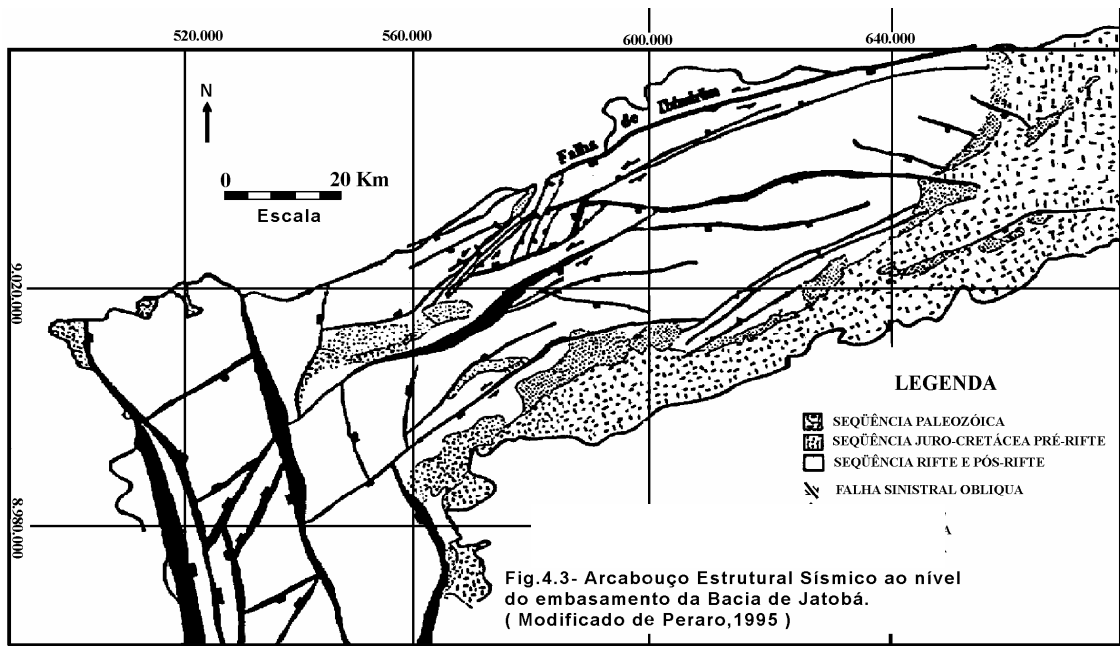 520.000
560.000
600.000
640.000
N
0 20 Km
Escala
Falha de Ibimirim
9.020.000
8.980.000
LEGENDA
SEQÜÊNCIA PALEOZÓICA
SEQÜÊNCIA JURO-CRETÁCEA PRÉ-RIFTE
SEQÜÊNCIA RIFTE E PÓS-RIFTE
FALHA SINISTRAL OBLIQUA
Fig.4.3- Arcabouço Estrutural Sísmico ao nível
do embasamento da Bacia de Jatobá.
( Modificado de Peraro,1995 )